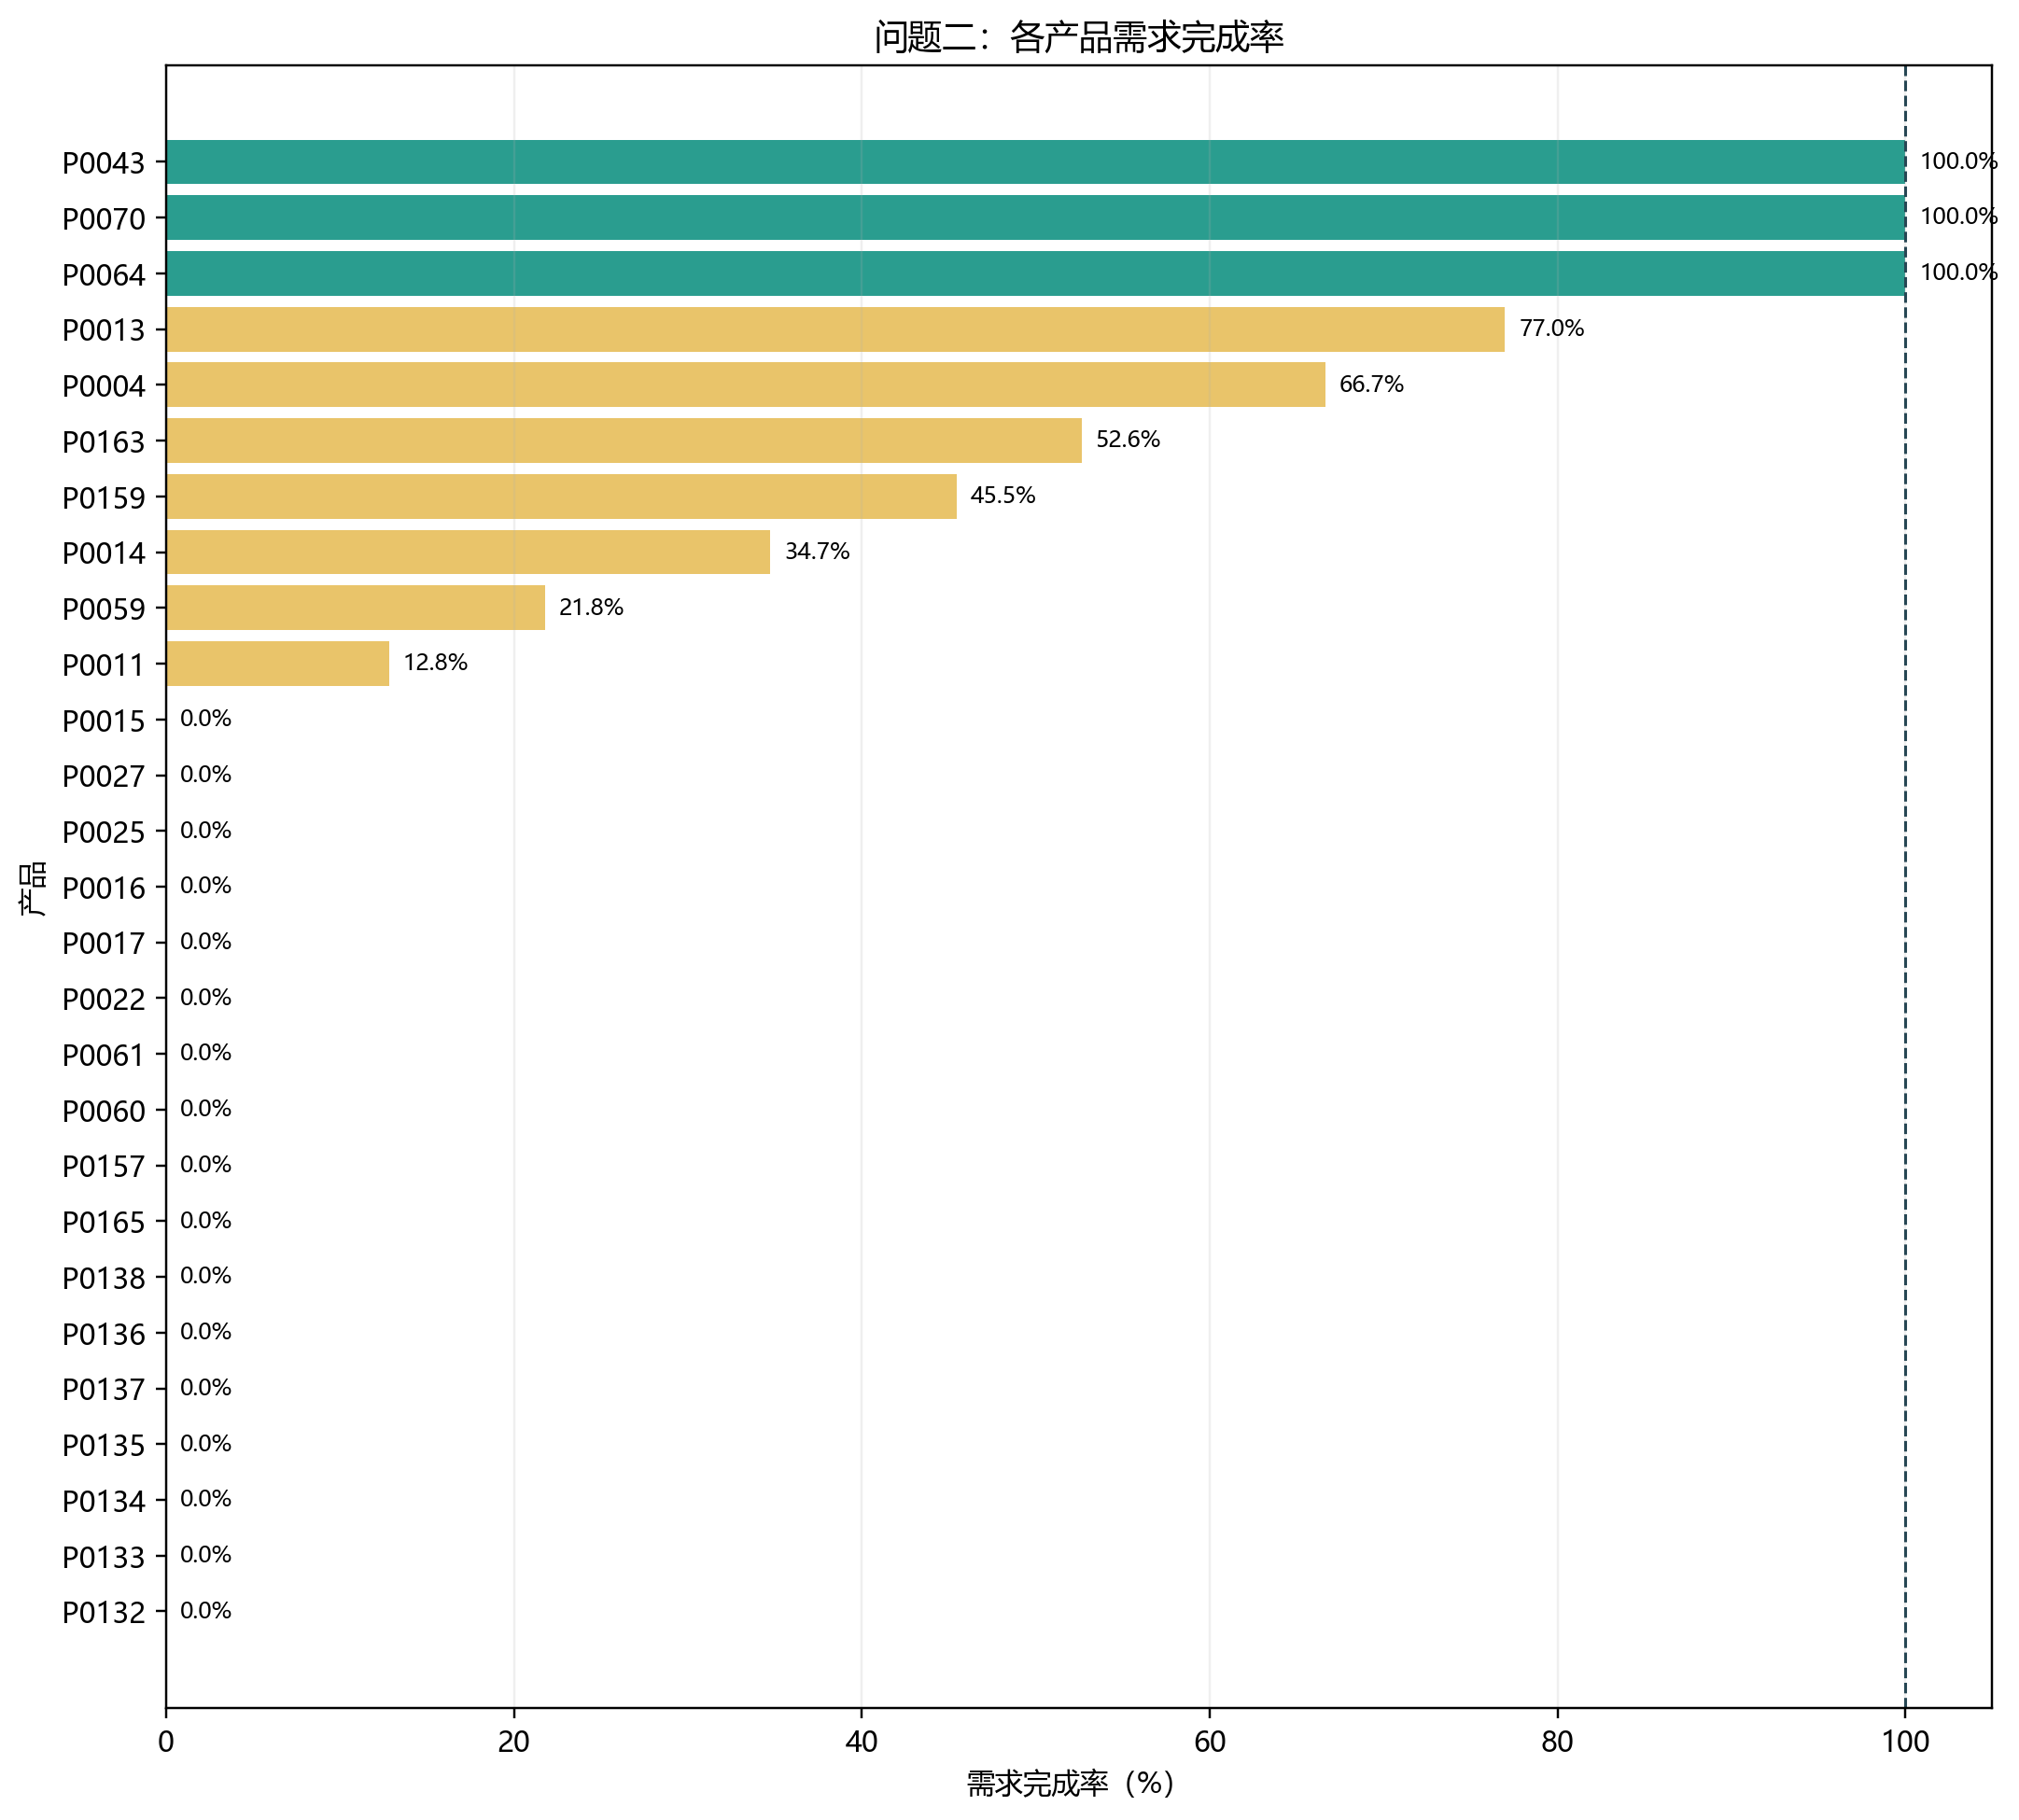 问题二：各产品需求完成率
P0043 100.0%
P0070 100.0%
P0064 100.0%
P0013 77.0%
P0004 66.7%
P0163 52.6%
P0159 45.5%
P0014 34.7%
P0059 21.8%
P0011 12.8%
P0015 0.0%
P0027 0.0%
P0025 0.0%
P0016 0.0%
P0017 0.0%
P0022 0.0%
P0061 0.0%
P0060 0.0%
P0157 0.0%
P0165 0.0%
P0138 0.0%
P0136 0.0%
P0137 0.0%
P0135 0.0%
P0134 0.0%
P0133 0.0%
P0132 0.0%
产品
0 20 40 60 80 100
需求完成率（%）